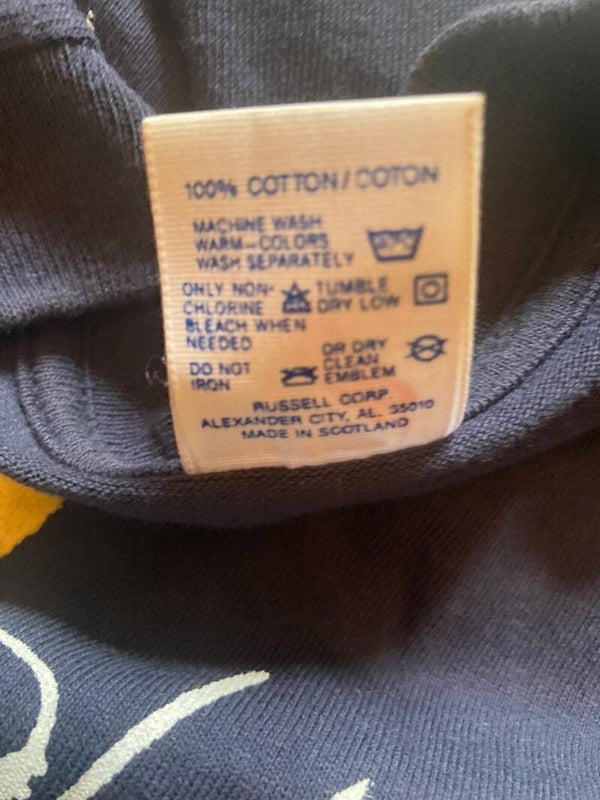 100% COTTON/COTON
MACHINE WASH
WARM-COLORS
WASH SEPARATELY
ONLY NON-
CHLORINE
BLEACH WHEN
NEEDED
TUMBLE
DRY LOW
DO NOT
IRON
OR DRY
CLEAN
EMBLEM
RUSSELL CORP.
ALEXANDER CITY, AL. 35010
MADE IN SCOTLAND